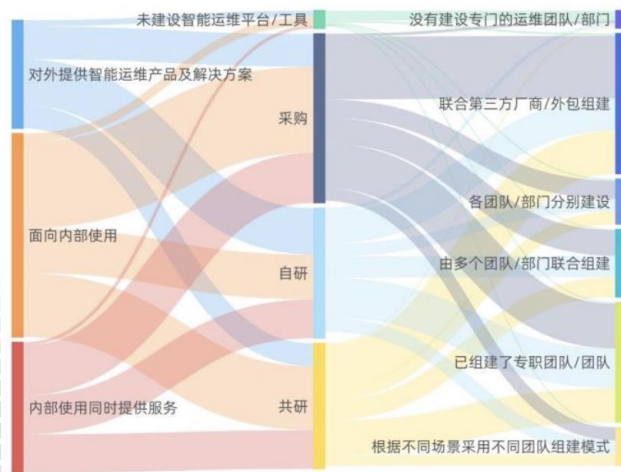 未建设智能运维平台/工具
没有建设专门的运维团队/部门
对外提供智能运维产品及解决方案
采购
联合第三方厂商/外包组建
各团队/部门分别建设
面向内部使用
自研
由多个团队/部门联合组建
已组建了专职团队/团队
内部使用同时提供服务
共研
根据不同场景采用不同团队组建模式